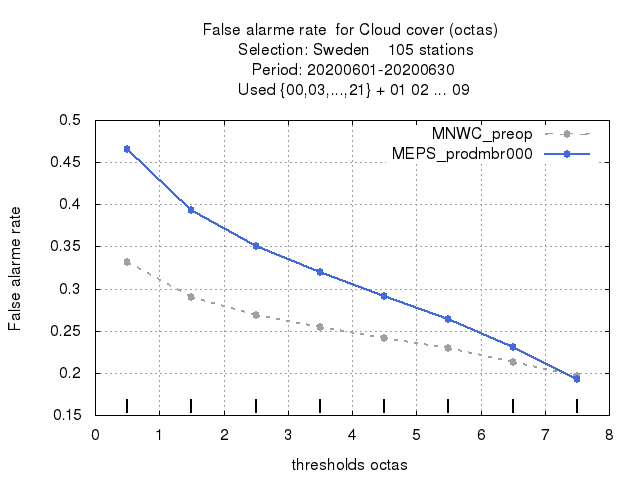 False alarme rate  for Cloud cover (octas)
Selection: Sweden    105 stations
Period: 20200601-20200630
Used {00,03,...,21} + 01 02 ... 09
MNWC_preop
MEPS_prodmbr000
0.5
0.45
0.4
0.35
0.3
0.25
0.2
0.15
False alarme rate
0 1 2 3 4 5 6 7 8
thresholds octas